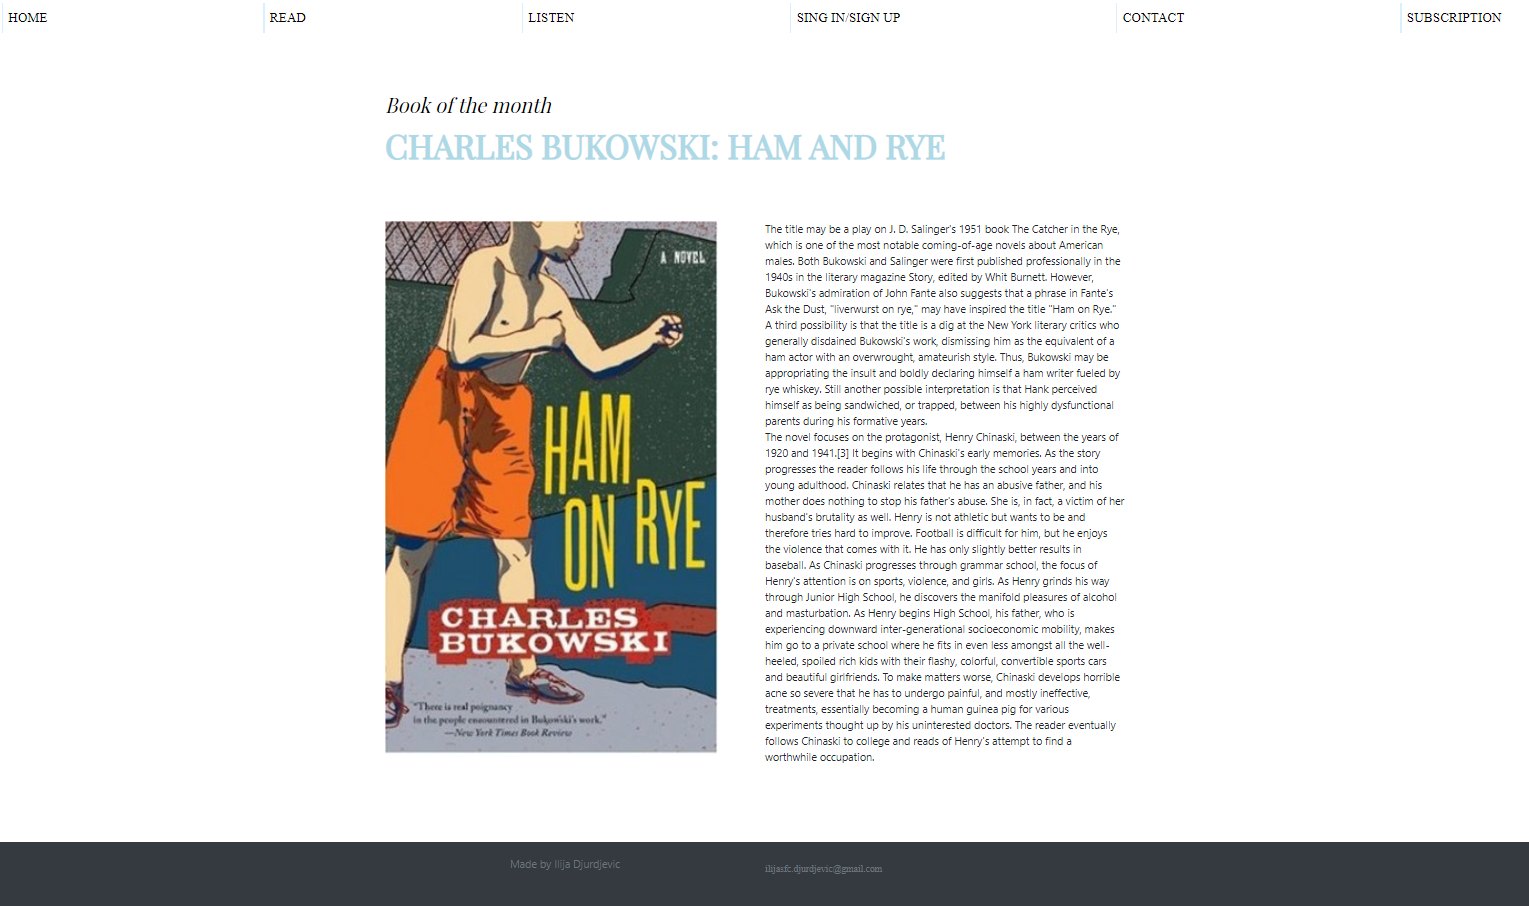 HOME
READ
LISTEN
SING IN/SIGN UP
CONTACT
SUBSCRIPTION
Book of the month
CHARLES BUKOWSKI: HAM AND RYE
A NOVEL
HAM
ON RYE
CHARLES
BUKOWSKI
"There is real poignancy
in the people encountered in Bukowski's work."
—New York Times Book Review
The title may be a play on J. D. Salinger's 1951 book The Catcher in the Rye,
which is one of the most notable coming-of-age novels about American
males. Both Bukowski and Salinger were first published professionally in the
1940s in the literary magazine Story, edited by Whit Burnett. However,
Bukowski's admiration of John Fante also suggests that a phrase in Fante's
Ask the Dust, "liverwurst on rye," may have inspired the title "Ham on Rye."
A third possibility is that the title is a dig at the New York literary critics who
generally disdained Bukowski's work, dismissing him as the equivalent of a
ham actor with an overwrought, amateurish style. Thus, Bukowski may be
appropriating the insult and boldly declaring himself a ham writer fueled by
rye whiskey. Still another possible interpretation is that Hank perceived
himself as being sandwiched, or trapped, between his highly dysfunctional
parents during his formative years.
The novel focuses on the protagonist, Henry Chinaski, between the years of
1920 and 1941.[3] It begins with Chinaski's early memories. As the story
progresses the reader follows his life through the school years and into
young adulthood. Chinaski relates that he has an abusive father, and his
mother does nothing to stop his father's abuse. She is, in fact, a victim of her
husband's brutality as well. Henry is not athletic but wants to be and
therefore tries hard to improve. Football is difficult for him, but he enjoys
the violence that comes with it. He has only slightly better results in
baseball. As Chinaski progresses through grammar school, the focus of
Henry's attention is on sports, violence, and girls. As Henry grinds his way
through Junior High School, he discovers the manifold pleasures of alcohol
and masturbation. As Henry begins High School, his father, who is
experiencing downward inter-generational socioeconomic mobility, makes
him go to a private school where he fits in even less amongst all the well-
heeled, spoiled rich kids with their flashy, colorful, convertible sports cars
and beautiful girlfriends. To make matters worse, Chinaski develops horrible
acne so severe that he has to undergo painful, and mostly ineffective,
treatments, essentially becoming a human guinea pig for various
experiments thought up by his uninterested doctors. The reader eventually
follows Chinaski to college and reads of Henry's attempt to find a
worthwhile occupation.
Made by Ilija Djurdjevic
ilijasfc.djurdjevic@gmail.com